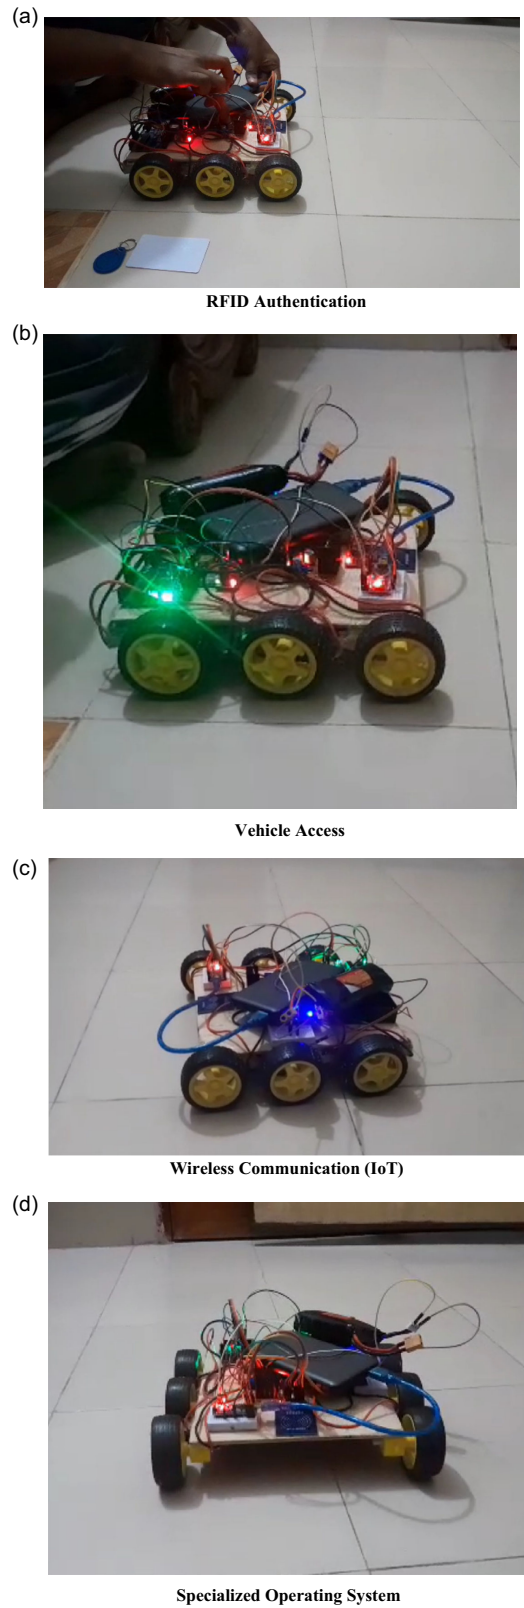 (a)
RFID Authentication
(b)
Vehicle Access
(c)
Wireless Communication (IoT)
(d)
Specialized Operating System